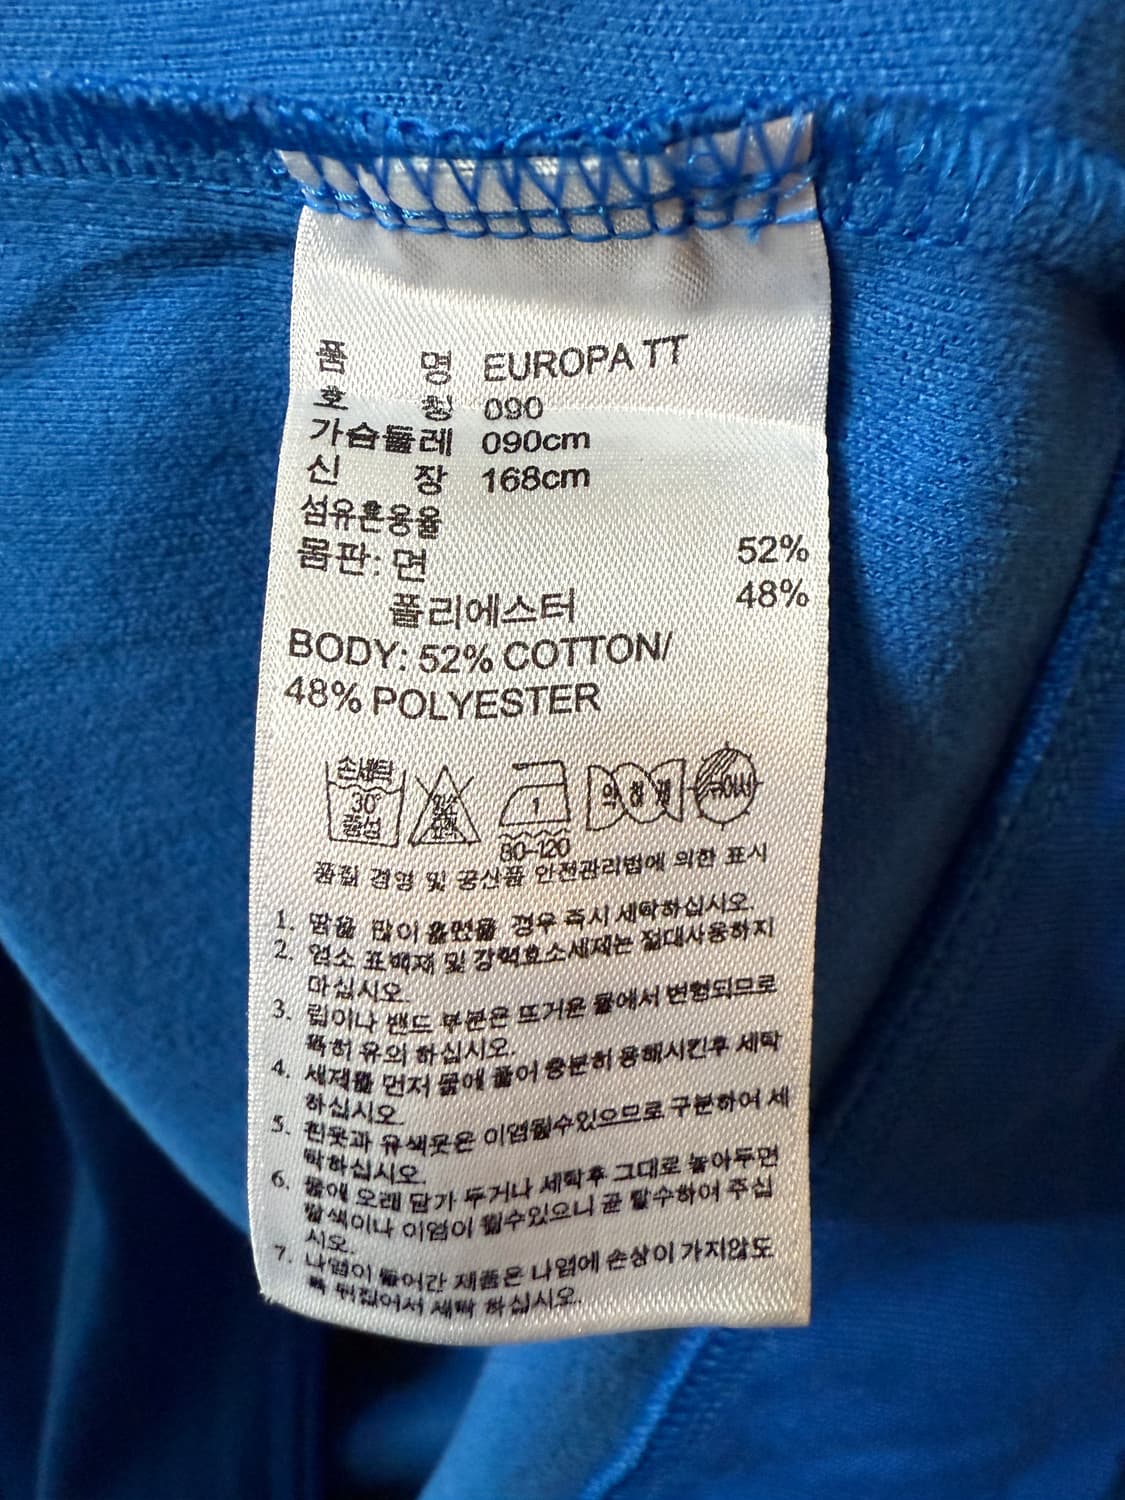 품 명 EUROPA TT
호 칭 090
가슴둘레 090cm
신 장 168cm
섬유혼용율
몸판: 면 52%
폴리에스터 48%
BODY: 52% COTTON/
48% POLYESTER
손세탁
30°
중성
1
80-120
약하게
뉘어서
품질 경영 및 공산품 안전관리법에 의한 표시
1. 땀을 많이 흘렸을 경우 즉시 세탁하십시오.
2. 염소 표백제 및 강력효소세제는 절대사용하지
마십시오.
3. 립이나 밴드 부분은 뜨거운 물에서 변형되므로
특히 유의 하십시오.
4. 세제를 먼저 물에 풀어 충분히 용해시킨후 세탁
하십시오.
5. 흰옷과 유색옷은 이염될수있으므로 구분하여 세
탁하십시오.
6. 물에 오래 담가 두거나 세탁후 그대로 놓아두면
탈색이나 이염이 될수있으니 곧 탈수하여 주십
시오.
7. 나염이 들어간 제품은 나염에 손상이 가지않도
록 뒤집어서 세탁 하십시오.